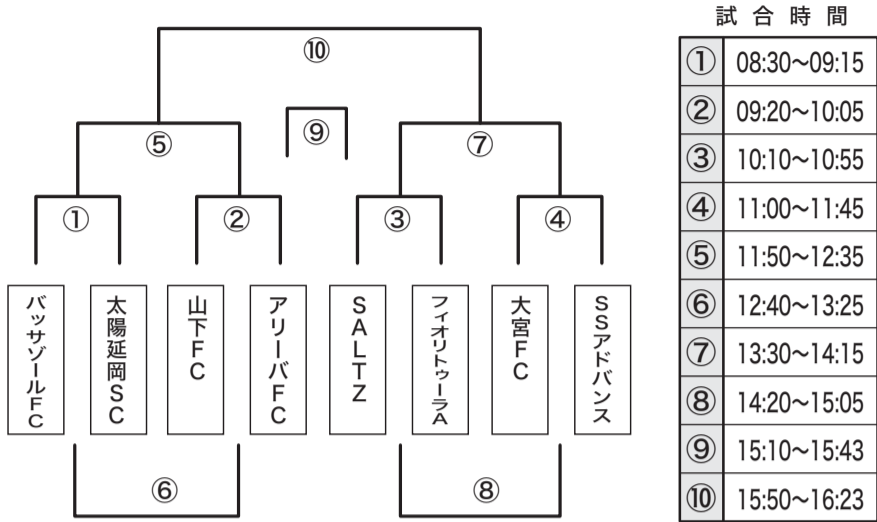 試合時間
⑩
⑨
⑤
⑦
①
②
③
④
バッサゾールFC
太陽延岡SC
山下FC
アリーバFC
SALTZ
フィオリトゥーラA
大宮FC
SSアドバンス
⑥
⑧
① 08:30~09:15
② 09:20~10:05
③ 10:10~10:55
④ 11:00~11:45
⑤ 11:50~12:35
⑥ 12:40~13:25
⑦ 13:30~14:15
⑧ 14:20~15:05
⑨ 15:10~15:43
⑩ 15:50~16:23